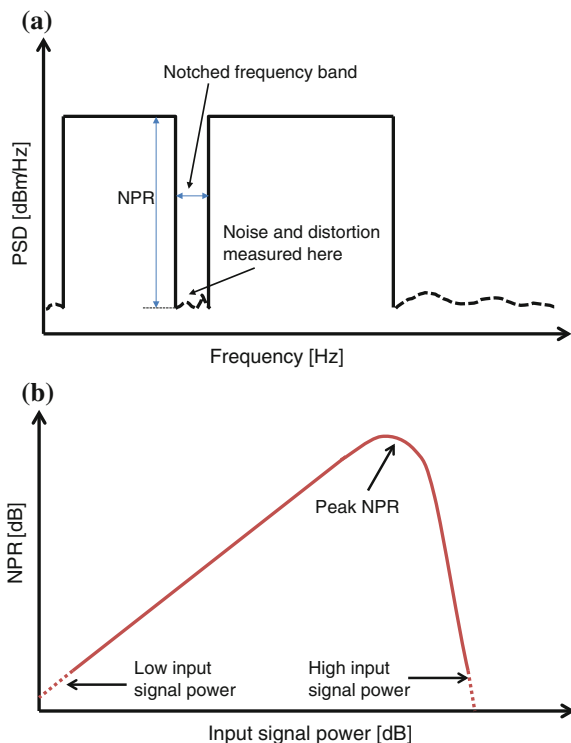 (a)
Notched frequency band
PSD [dBm/Hz]
NPR
Noise and distortion
measured here
Frequency [Hz]
(b)
NPR [dB]
Peak NPR
Low input
signal power
High input
signal power
Input signal power [dB]